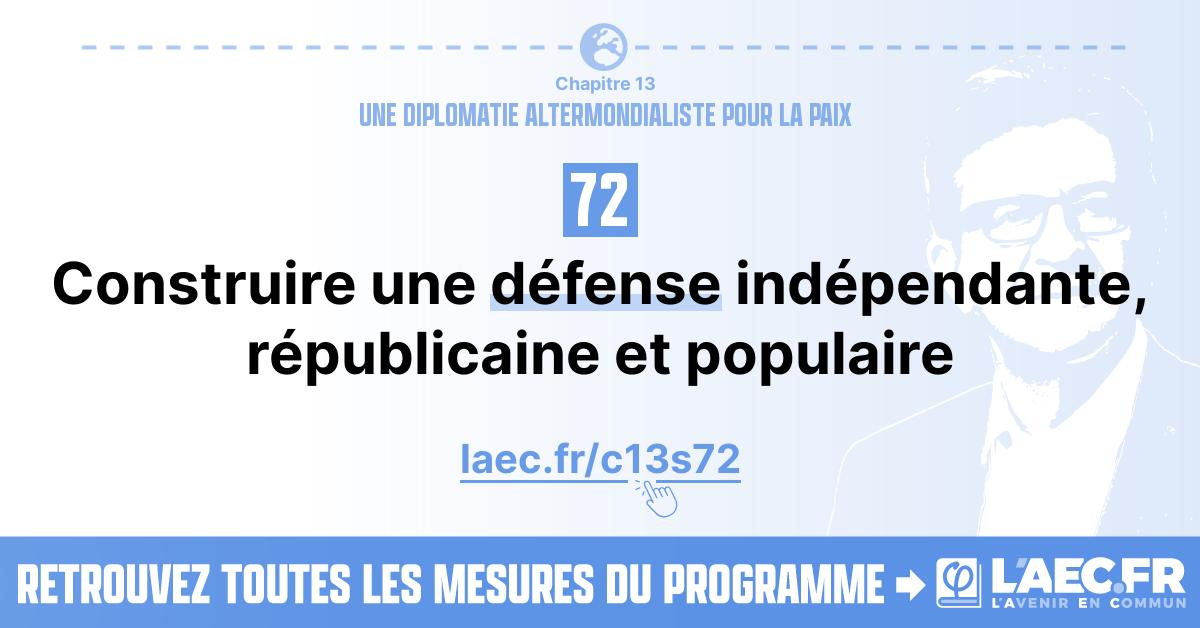 Chapitre 13
UNE DIPLOMATIE ALTERMONDIALISTE POUR LA PAIX
72
Construire une défense indépendante,
républicaine et populaire
laec.fr/c13s72
RETROUVEZ TOUTES LES MESURES DU PROGRAMME
φ
L'AEC.FR
L'AVENIR EN COMMUN